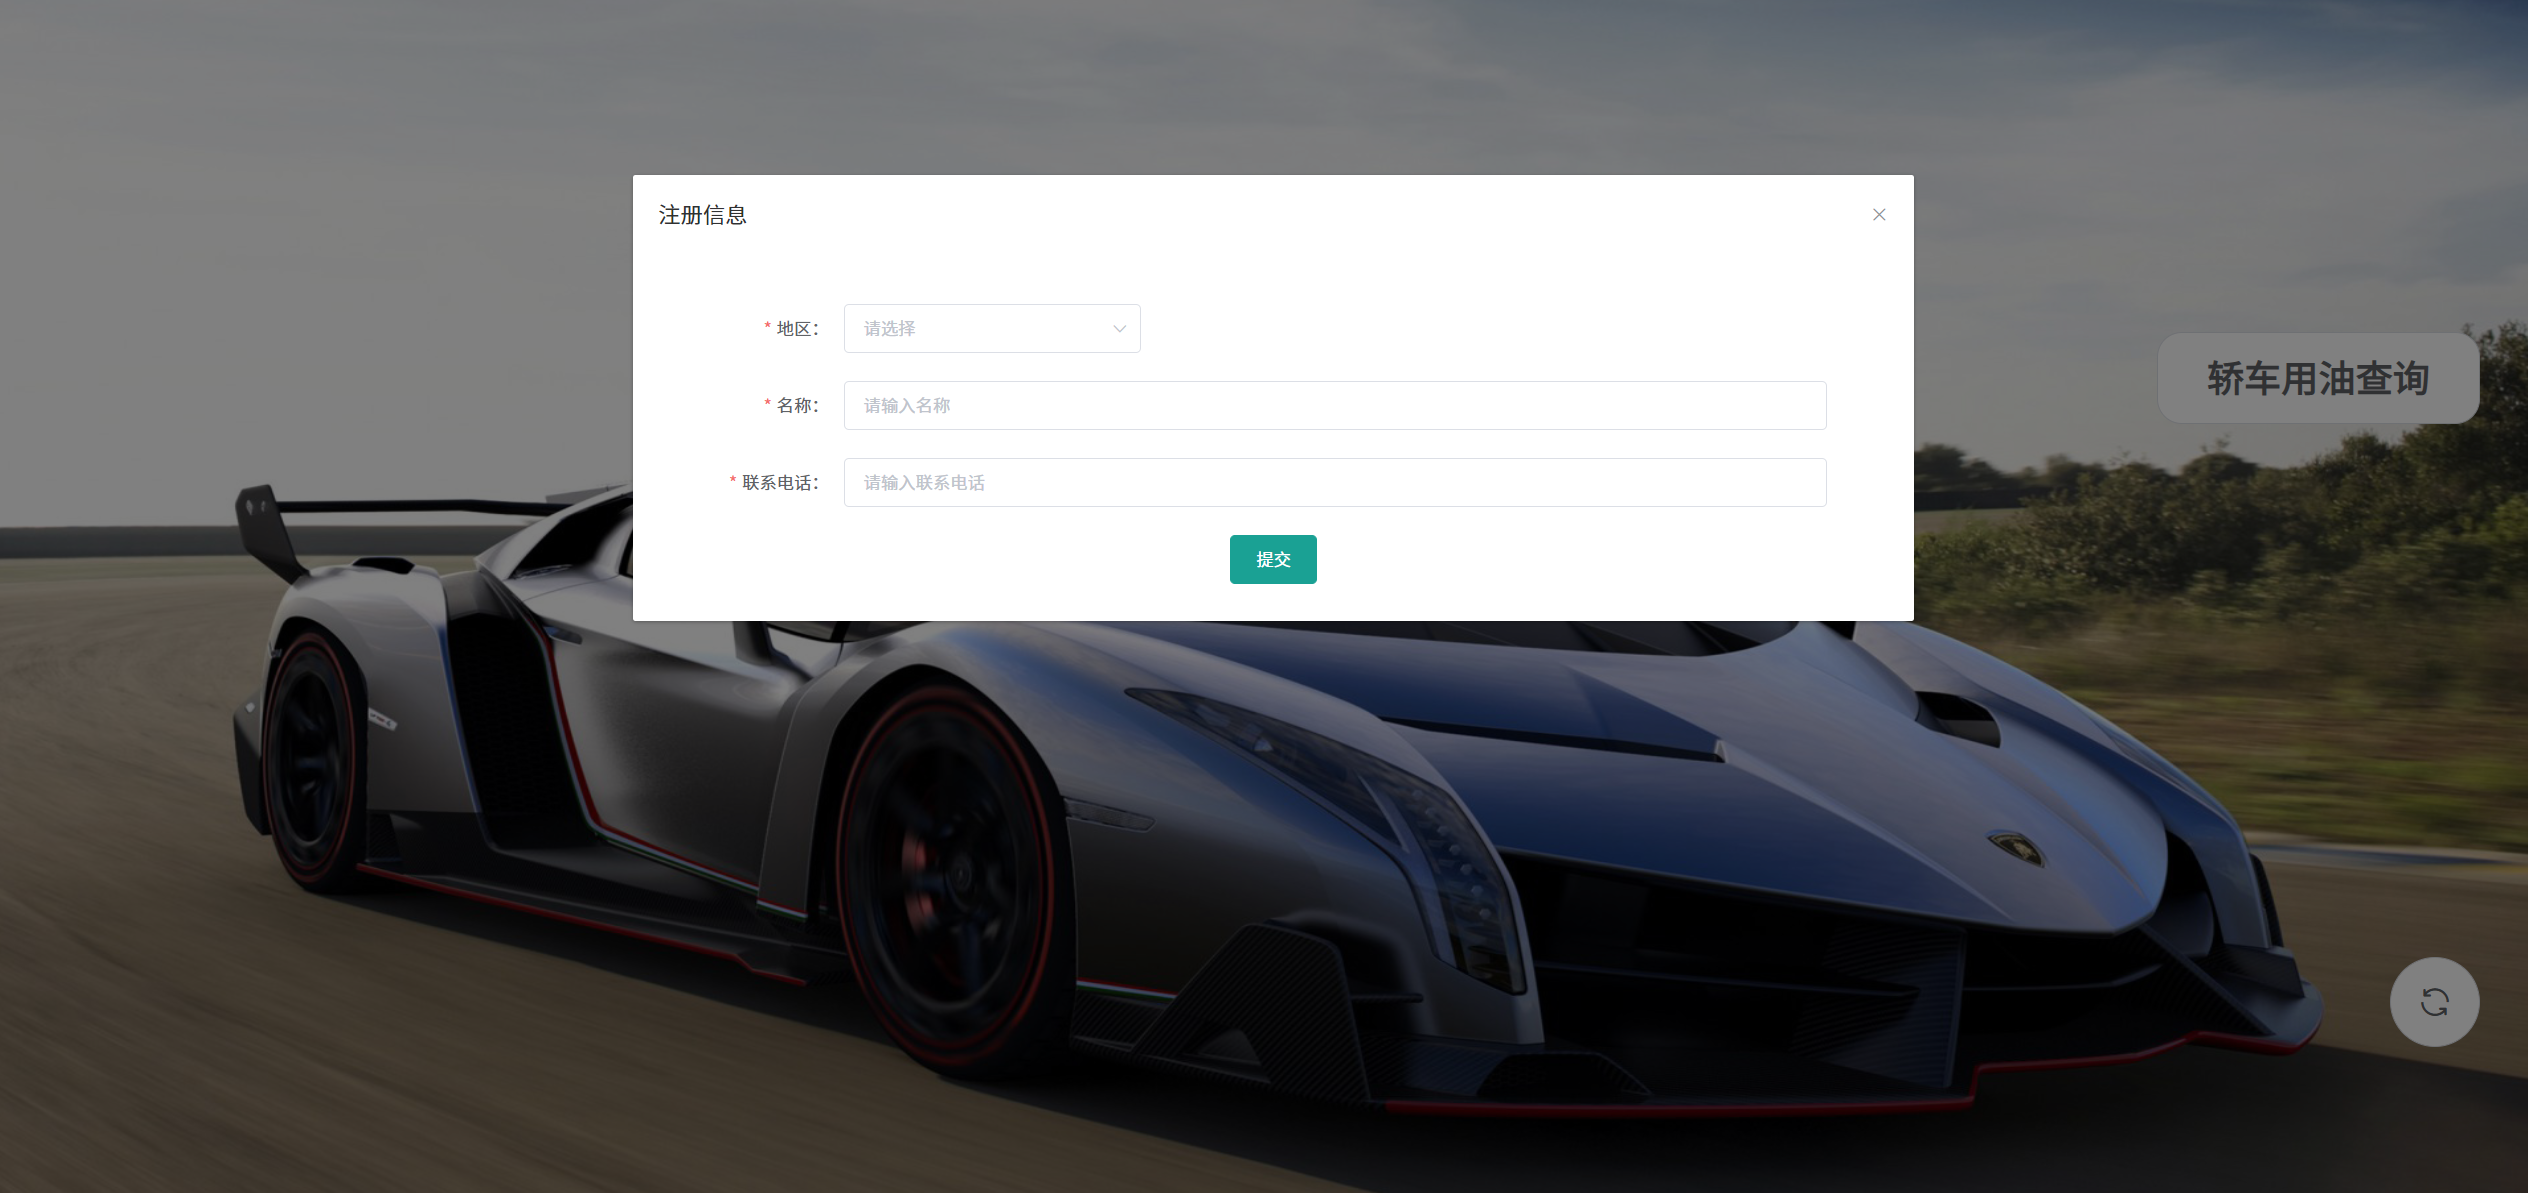 注册信息
* 地区：
请选择
* 名称：
请输入名称
* 联系电话：
请输入联系电话
提交
轿车用油查询